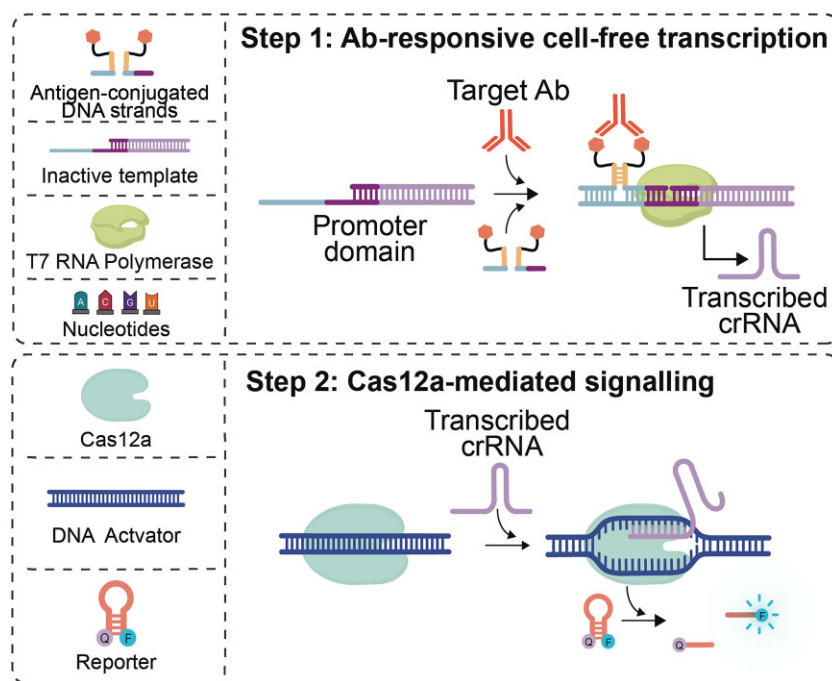 Step 1: Ab-responsive cell-free transcription
Antigen-conjugated
DNA strands
Inactive template
T7 RNA Polymerase
A C G U
Nucleotides
Target Ab
Promoter
domain
Transcribed
crRNA
Step 2: Cas12a-mediated signalling
Cas12a
DNA Actvator
Q F
Reporter
Transcribed
crRNA
Q F
Q
F